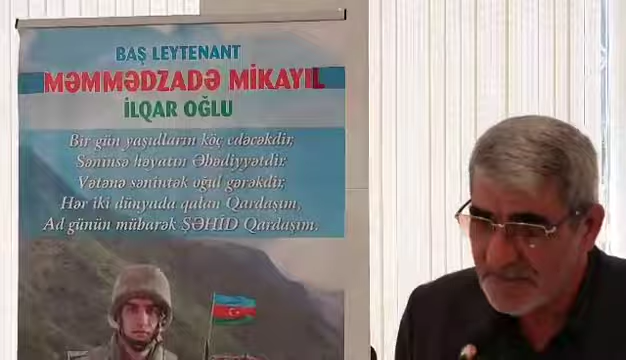 BAŞ LEYTENANT
MƏMMƏDZADƏ MİKAYIL
İLQAR OĞLU
Bir gün yaşıdların köç edəcəkdir,
Səninsə həyatın Əbədiyyətdir.
Vətənə sənintək oğul gərəkdir,
Hər iki dünyada qalan Qardaşım,
Ad günün mübarək ŞƏHİD Qardaşım.